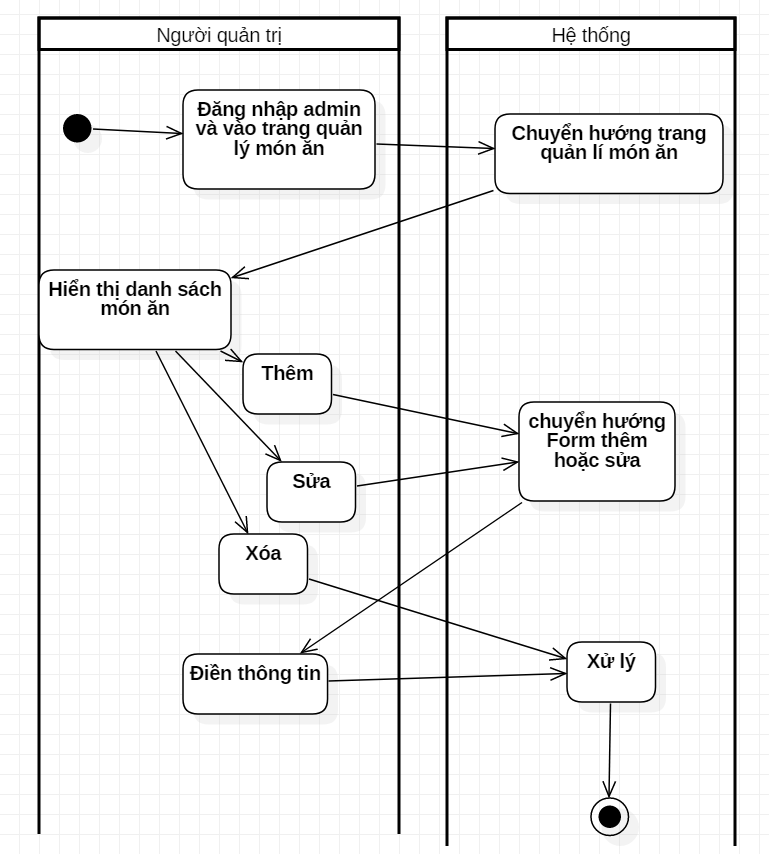 Người quản trị
Hệ thống
Đăng nhập admin
và vào trang quản
lý món ăn
Chuyển hướng trang
quản lí món ăn
Hiển thị danh sách
món ăn
Thêm
chuyển hướng
Form thêm
hoặc sửa
Sửa
Xóa
Điền thông tin
Xử lý